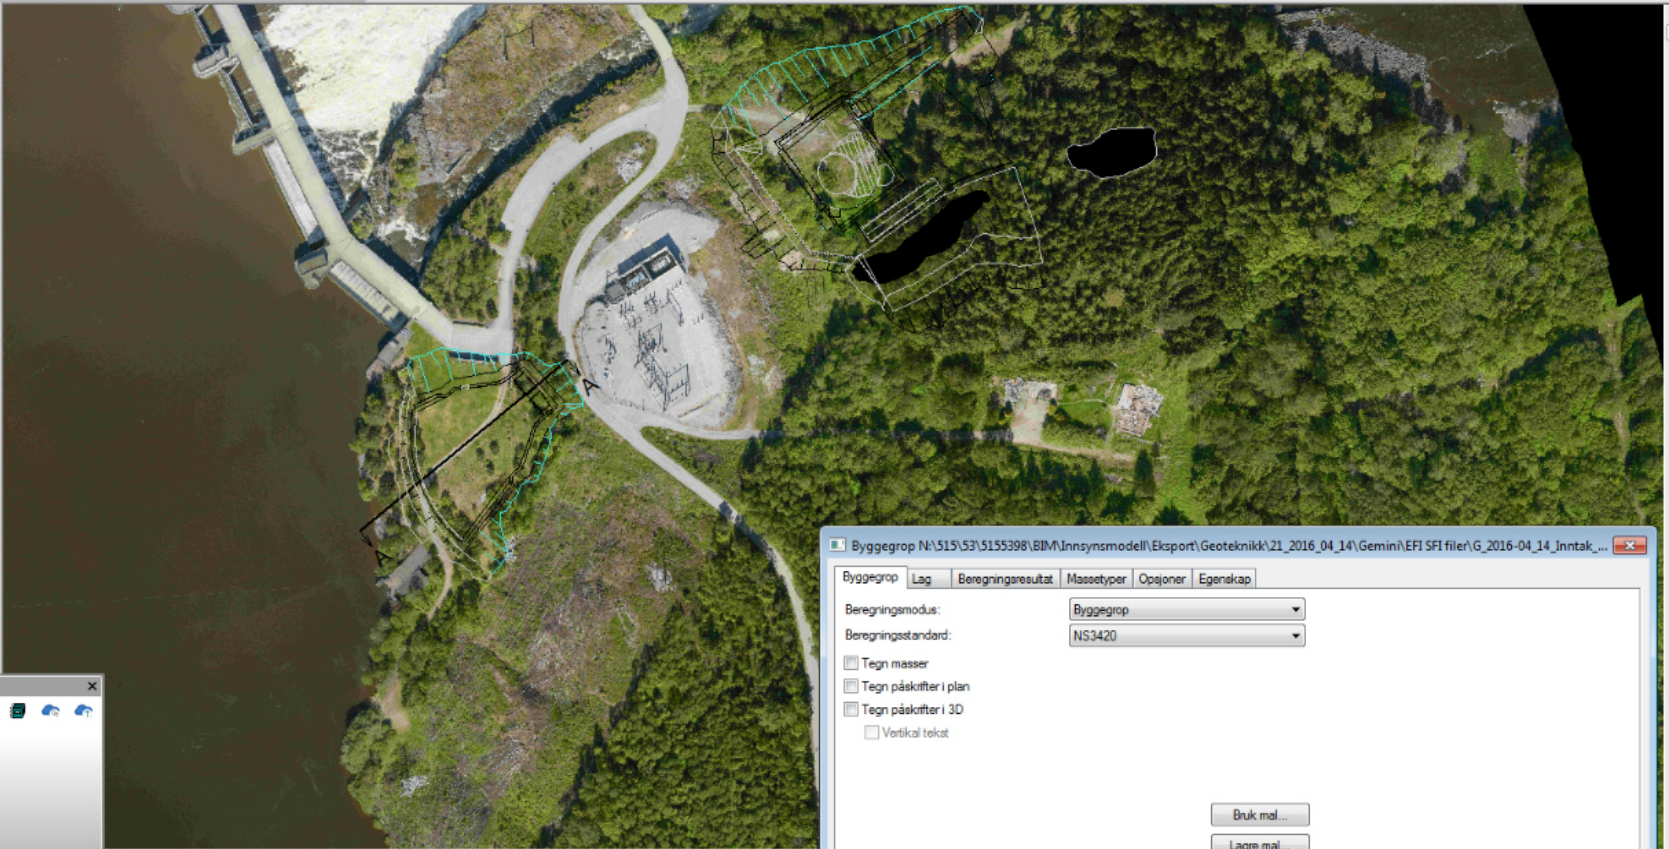 A
A
Byggegrop N:\515\53\5155398\BIM\Innsynsmodell\Eksport\Geoteknikk\21_2016_04_14\Gemini\EFI SFI filer\G_2016-04_14_Inntak_...
Byggegrop Lag Beregningsresultat Massetyper Opsjoner Egenskap
Beregningsmodus: Byggegrop
Beregningsstandard: NS3420
Tegn masser
Tegn påskrifter i plan
Tegn påskrifter i 3D
Vertikal tekst
Bruk mal...
Lagre mal...